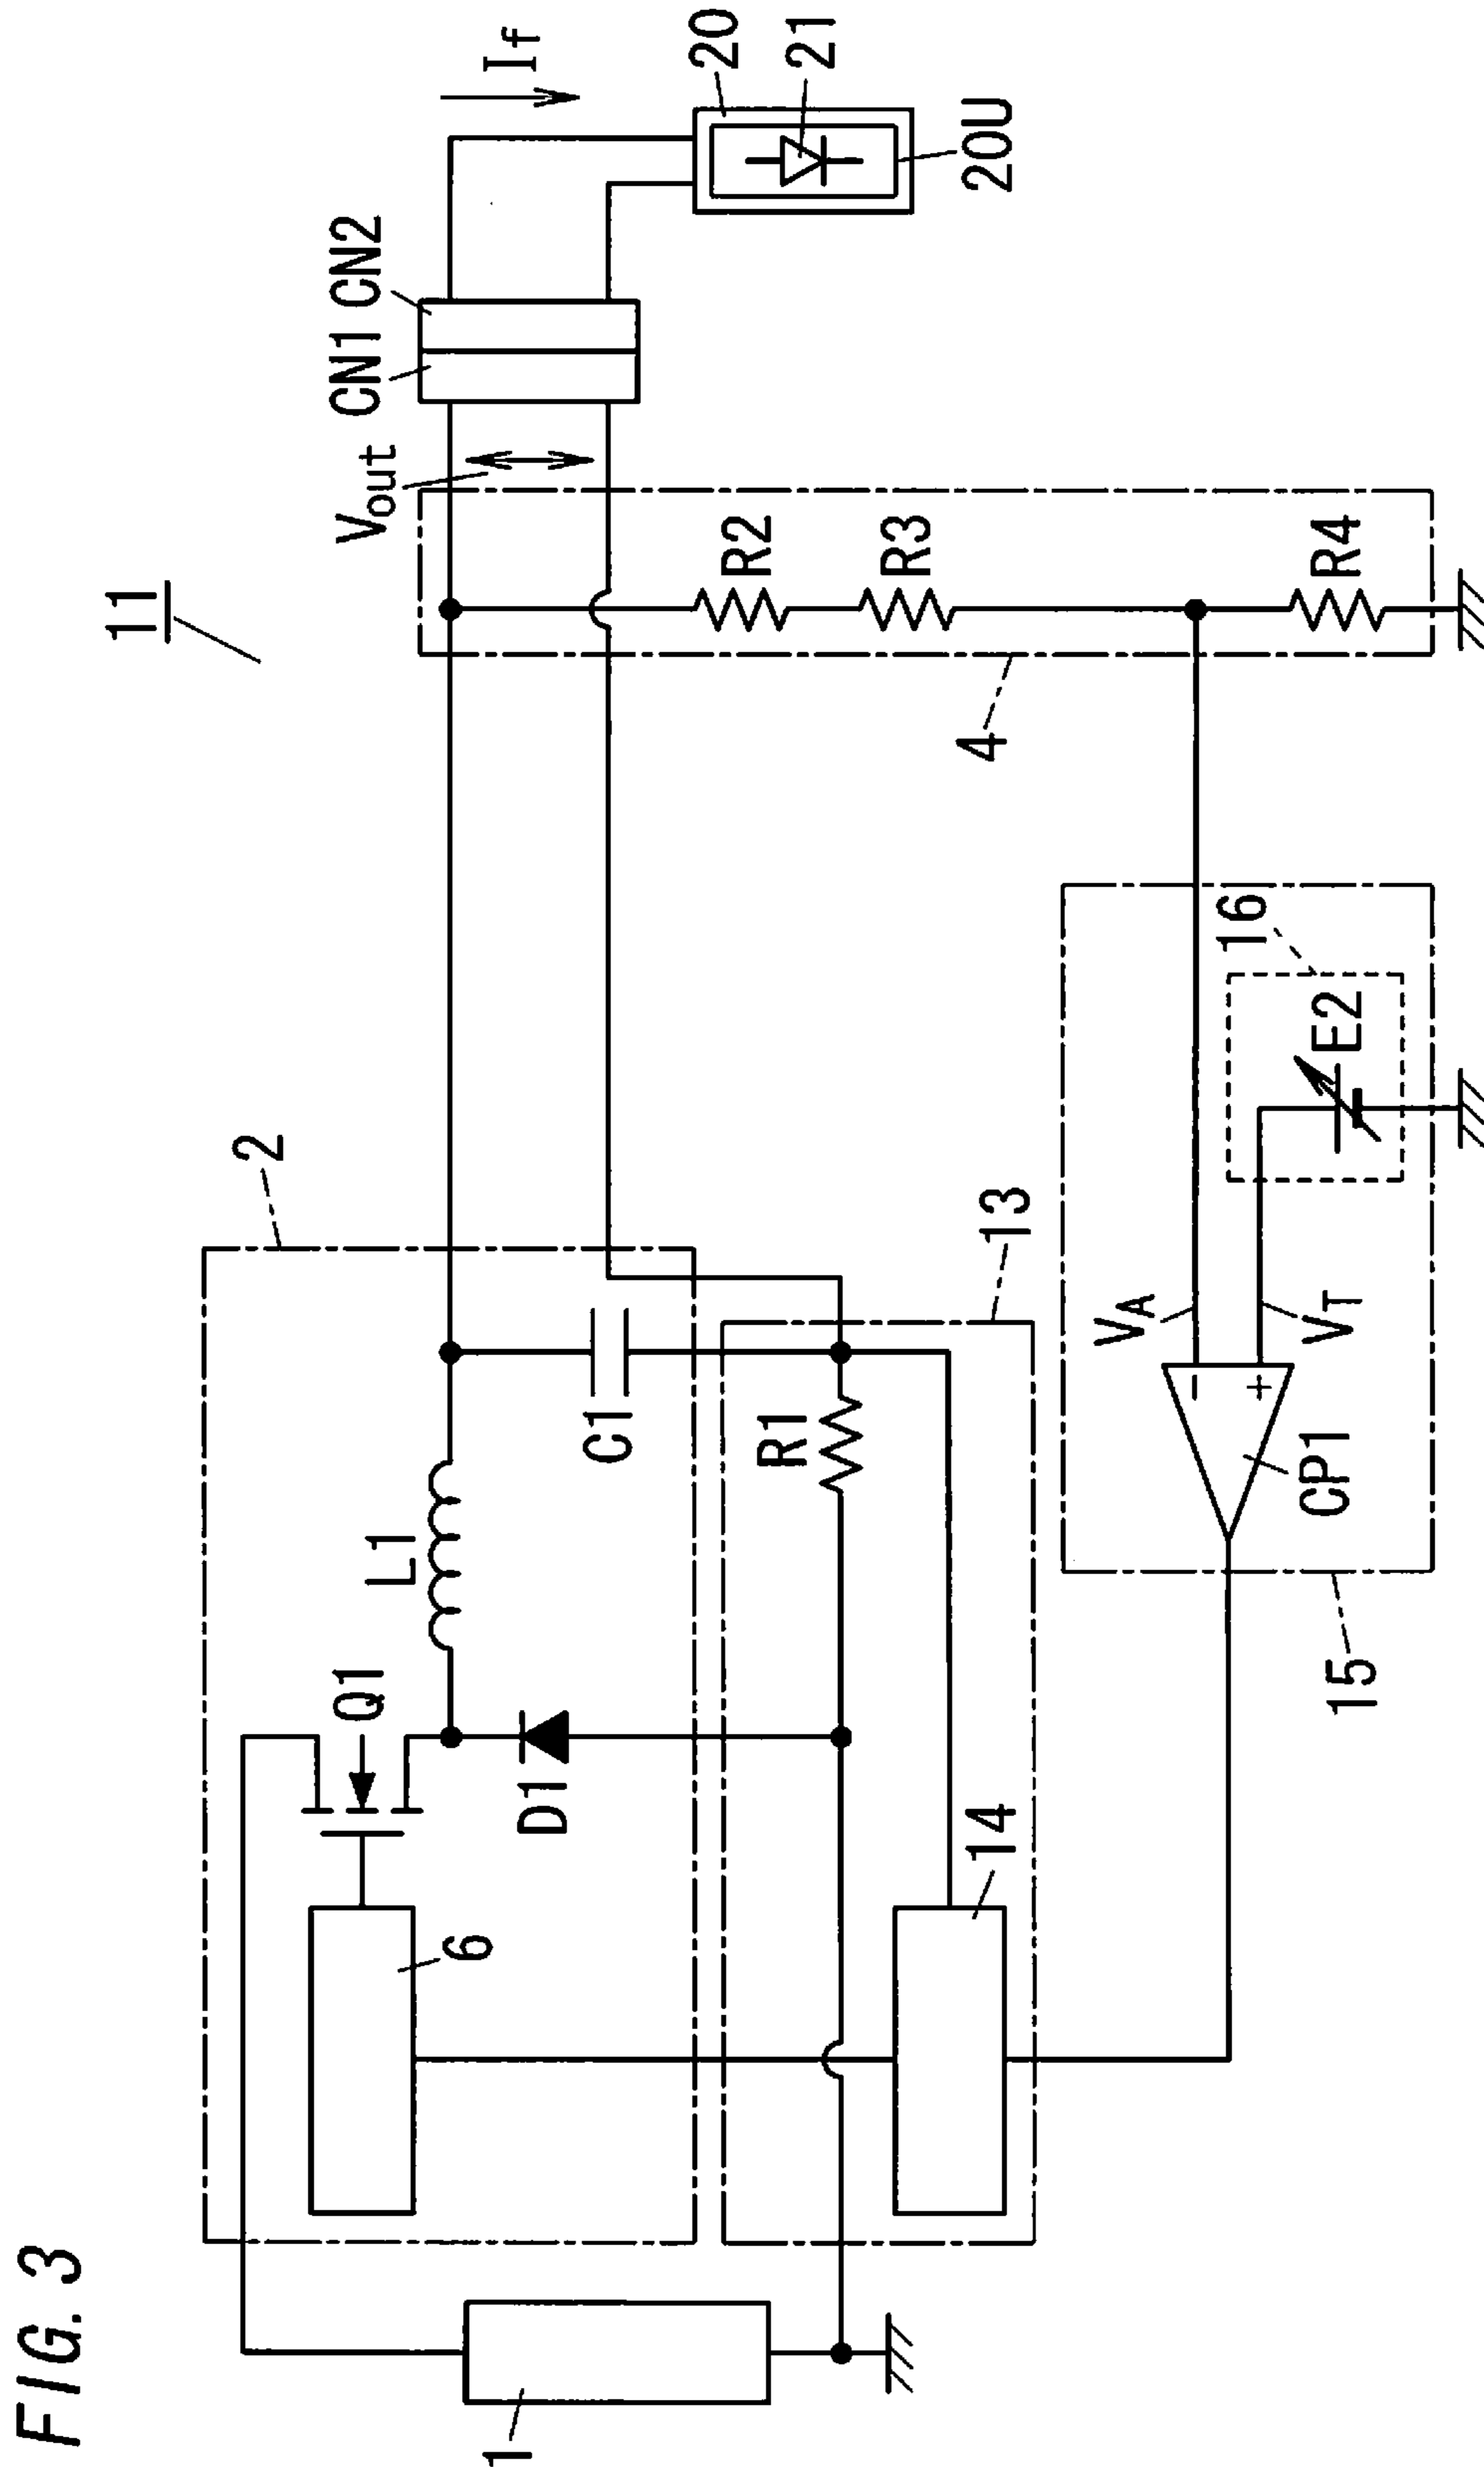 FIG. 3
11
2
Q1
L1
Vout
CN1
CN2
If
6
D1
C1
R2
R3
R4
20
21
20U
1
R1
13
14
4
VA
VT
16
E2
CP1
15
−
+